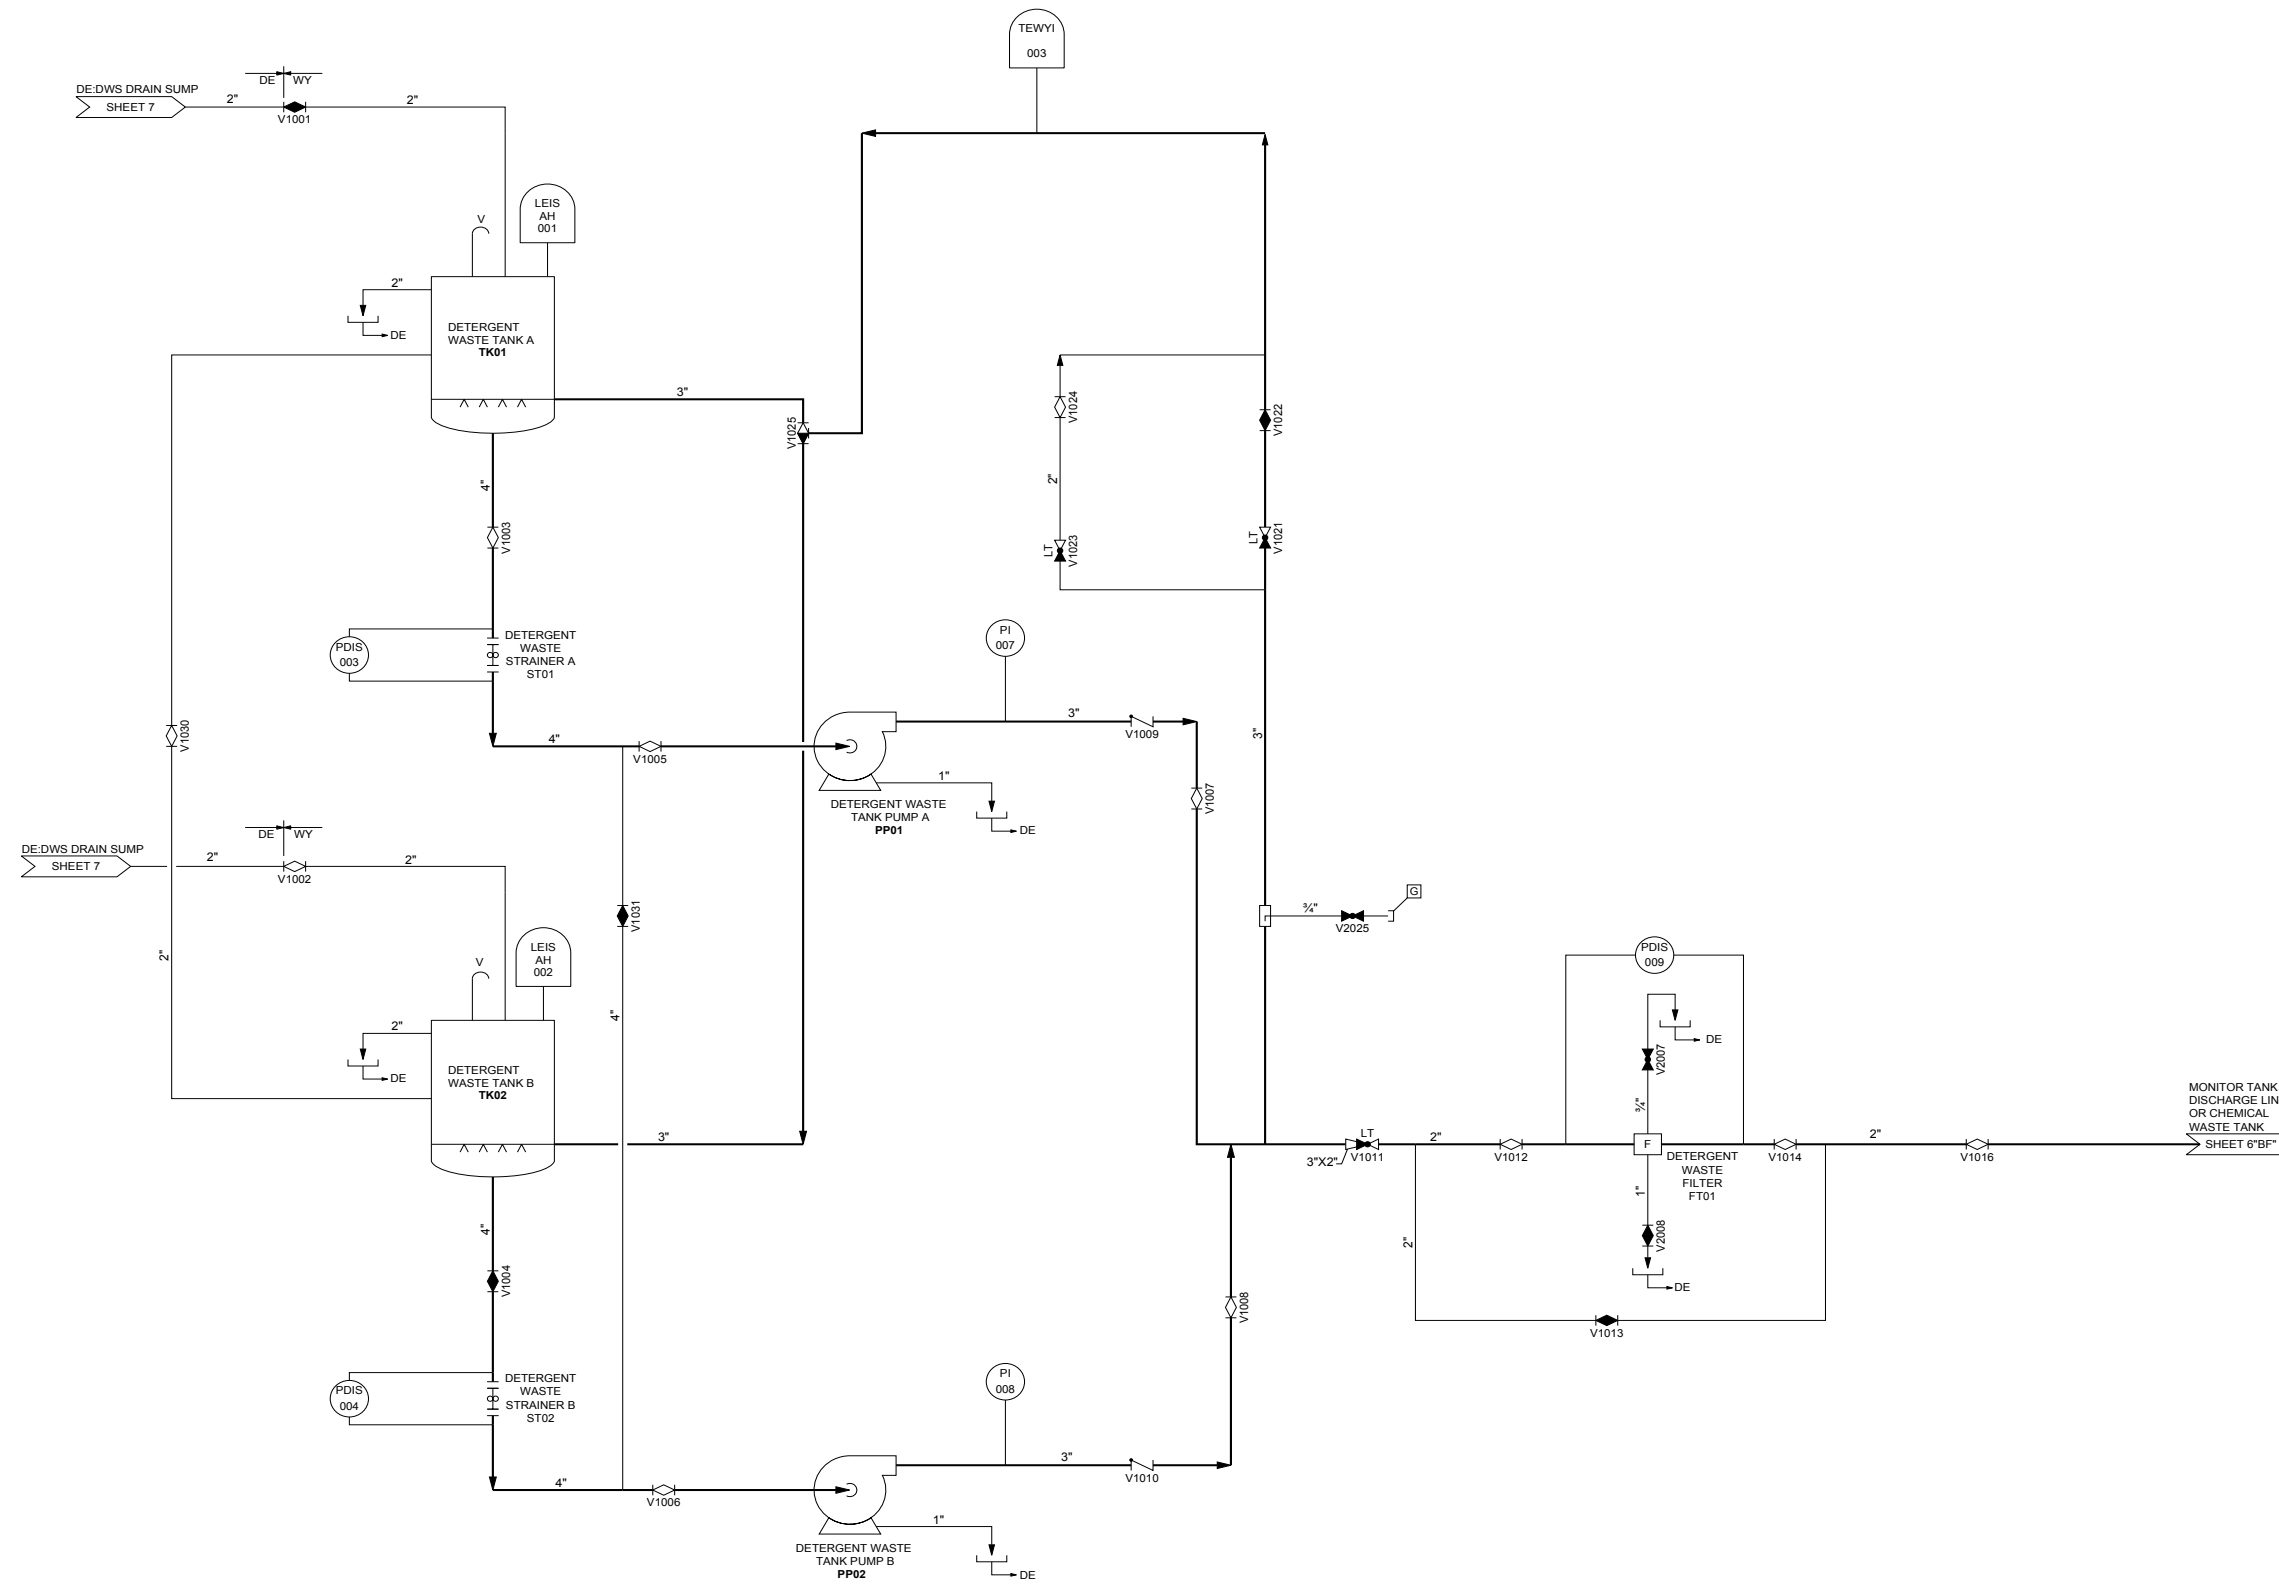 TEWYI
003
DE
WY
DE:DWS DRAIN SUMP
SHEET 7
2"
V1001
2"
LEIS
AH
001
V
2"
DE
DETERGENT
WASTE TANK A
TK01
3"
V1025
V1024
V1022
4"
2"
V1003
LT
V1023
LT
V1021
PDIS
003
DETERGENT
WASTE
STRAINER A
ST01
PI
007
V1030
4"
V1005
3"
V1009
3"
1"
V1007
DETERGENT WASTE
TANK PUMP A
PP01
DE
DE
WY
DE:DWS DRAIN SUMP
SHEET 7
2"
V1002
2"
V1031
G
¾"
V2025
2"
LEIS
AH
002
V
4"
PDIS
009
2"
DE
DETERGENT
WASTE TANK B
TK02
DE
V2007
¾"
MONITOR TANK
DISCHARGE LIN
OR CHEMICAL
WASTE TANK
SHEET 6"BF"
3"
LT
3"X2"
V1011
2"
V1012
F
DETERGENT
WASTE
FILTER
FT01
V1014
2"
V1016
1"
4"
2"
V2008
V1004
DE
V1008
V1013
PDIS
004
DETERGENT
WASTE
STRAINER B
ST02
PI
008
4"
V1006
3"
V1010
1"
DETERGENT WASTE
TANK PUMP B
PP02
DE